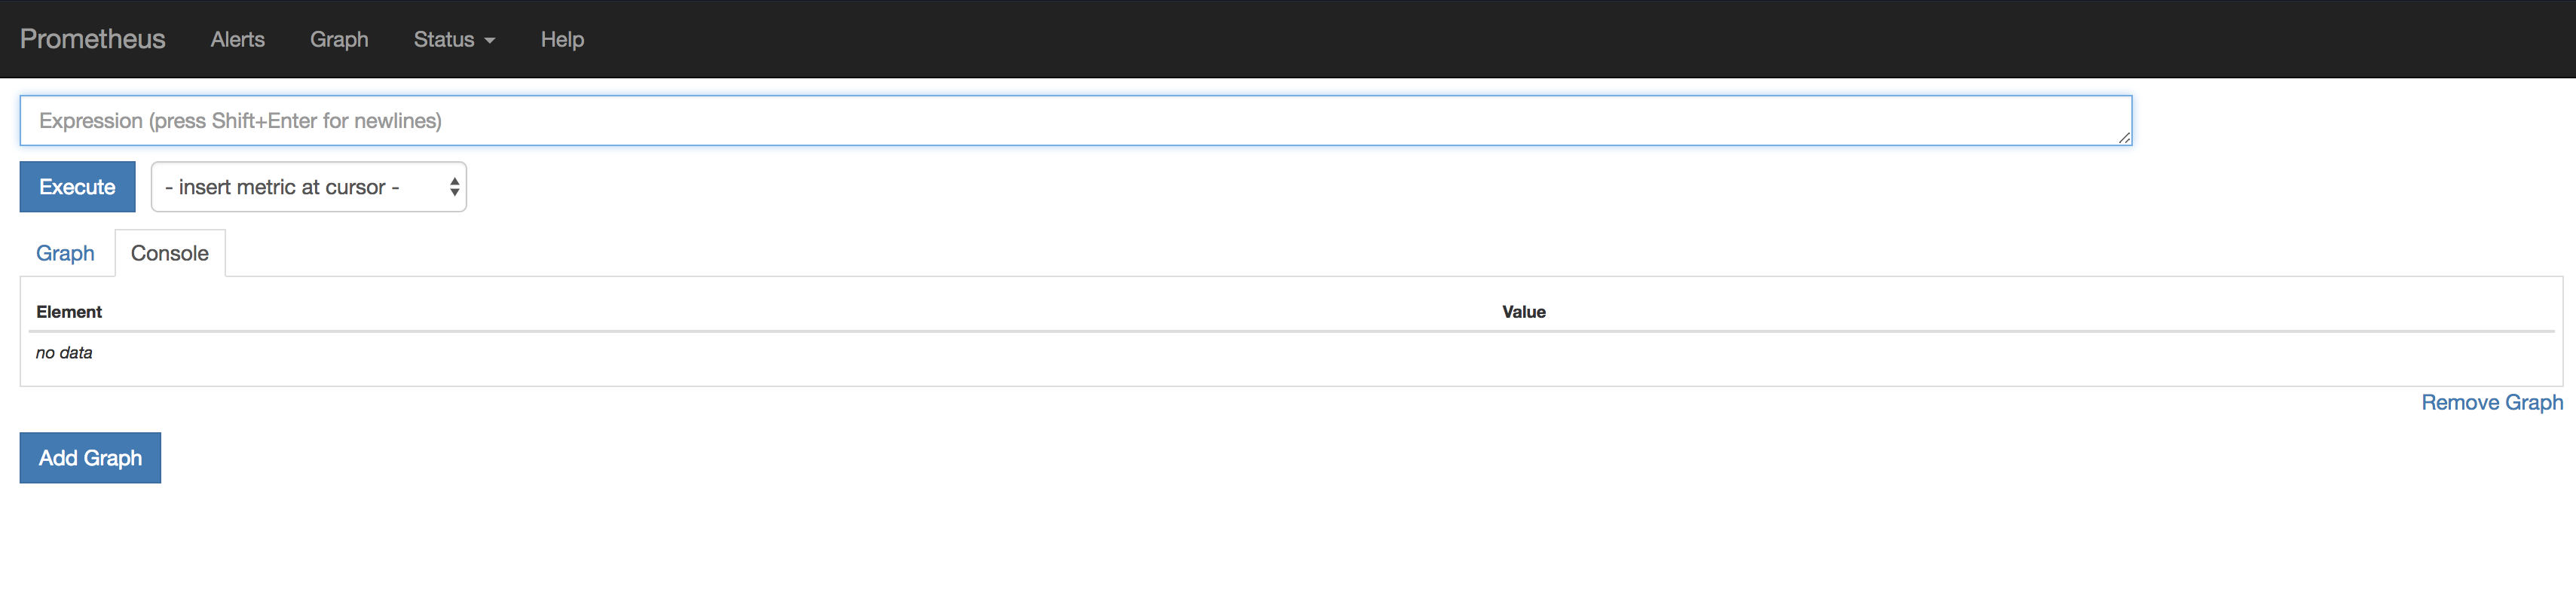 Prometheus Alerts Graph Status Help
Expression (press Shift+Enter for newlines)
Execute - insert metric at cursor -
Graph Console
Element Value
no data
Remove Graph
Add Graph